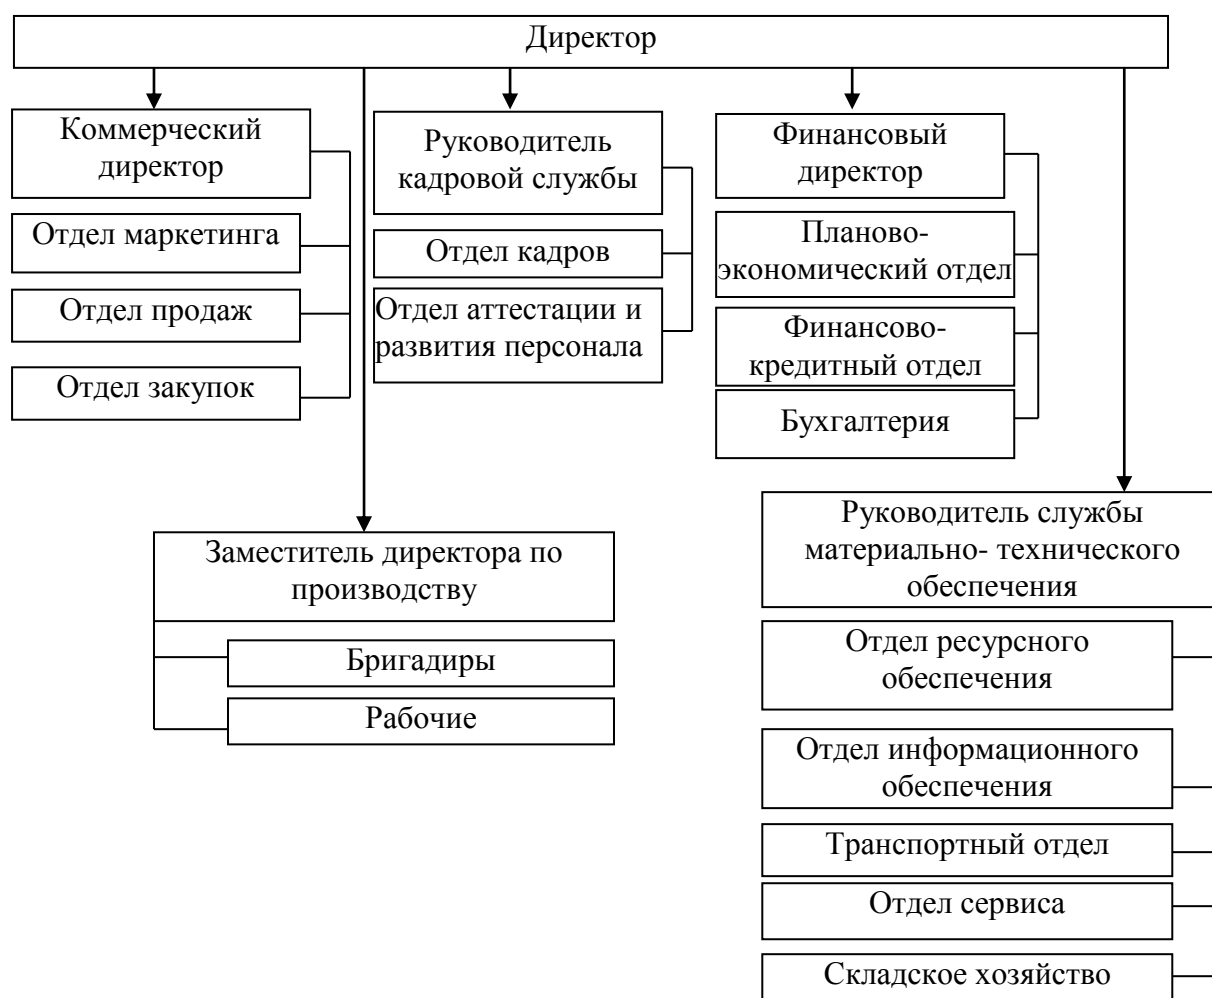 Директор
Коммерческий
директор
Отдел маркетинга
Отдел продаж
Отдел закупок
Руководитель
кадровой службы
Отдел кадров
Отдел аттестации и
развития персонала
Финансовый
директор
Планово-
экономический отдел
Финансово-
кредитный отдел
Бухгалтерия
Заместитель директора по
производству
Бригадиры
Рабочие
Руководитель службы
материально- технического
обеспечения
Отдел ресурсного
обеспечения
Отдел информационного
обеспечения
Транспортный отдел
Отдел сервиса
Складское хозяйство